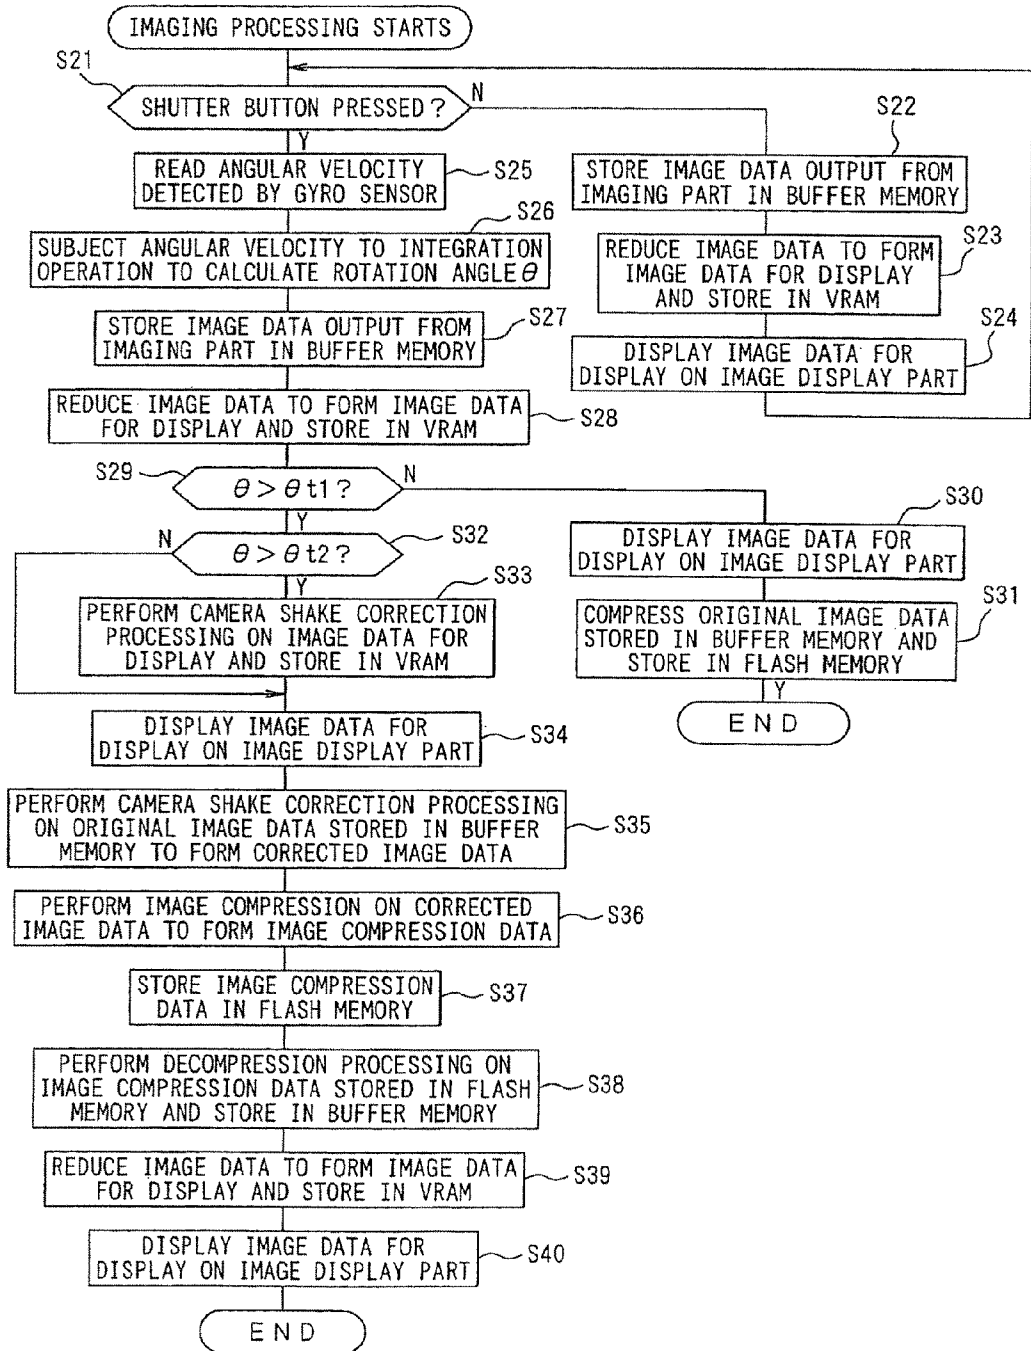 IMAGING PROCESSING STARTS
S21
SHUTTER BUTTON PRESSED?
N
Y
S22
STORE IMAGE DATA OUTPUT FROM
IMAGING PART IN BUFFER MEMORY
S23
REDUCE IMAGE DATA TO FORM
IMAGE DATA FOR DISPLAY
AND STORE IN VRAM
S24
DISPLAY IMAGE DATA FOR
DISPLAY ON IMAGE DISPLAY PART
READ ANGULAR VELOCITY
DETECTED BY GYRO SENSOR
S25
S26
SUBJECT ANGULAR VELOCITY TO INTEGRATION
OPERATION TO CALCULATE ROTATION ANGLE θ
S27
STORE IMAGE DATA OUTPUT FROM
IMAGING PART IN BUFFER MEMORY
REDUCE IMAGE DATA TO FORM IMAGE DATA
FOR DISPLAY AND STORE IN VRAM
S28
S29
θ > θ t1?
N
Y
S30
DISPLAY IMAGE DATA FOR
DISPLAY ON IMAGE DISPLAY PART
S31
COMPRESS ORIGINAL IMAGE DATA
STORED IN BUFFER MEMORY AND
STORE IN FLASH MEMORY
Y
END
N
θ > θ t2?
S32
Y
S33
PERFORM CAMERA SHAKE CORRECTION
PROCESSING ON IMAGE DATA FOR
DISPLAY AND STORE IN VRAM
DISPLAY IMAGE DATA FOR
DISPLAY ON IMAGE DISPLAY PART
S34
PERFORM CAMERA SHAKE CORRECTION PROCESSING
ON ORIGINAL IMAGE DATA STORED IN BUFFER
MEMORY TO FORM CORRECTED IMAGE DATA
S35
PERFORM IMAGE COMPRESSION ON CORRECTED
IMAGE DATA TO FORM IMAGE COMPRESSION DATA
S36
STORE IMAGE COMPRESSION
DATA IN FLASH MEMORY
S37
PERFORM DECOMPRESSION PROCESSING ON
IMAGE COMPRESSION DATA STORED IN FLASH
MEMORY AND STORE IN BUFFER MEMORY
S38
REDUCE IMAGE DATA TO FORM IMAGE DATA
FOR DISPLAY AND STORE IN VRAM
S39
DISPLAY IMAGE DATA FOR
DISPLAY ON IMAGE DISPLAY PART
S40
END